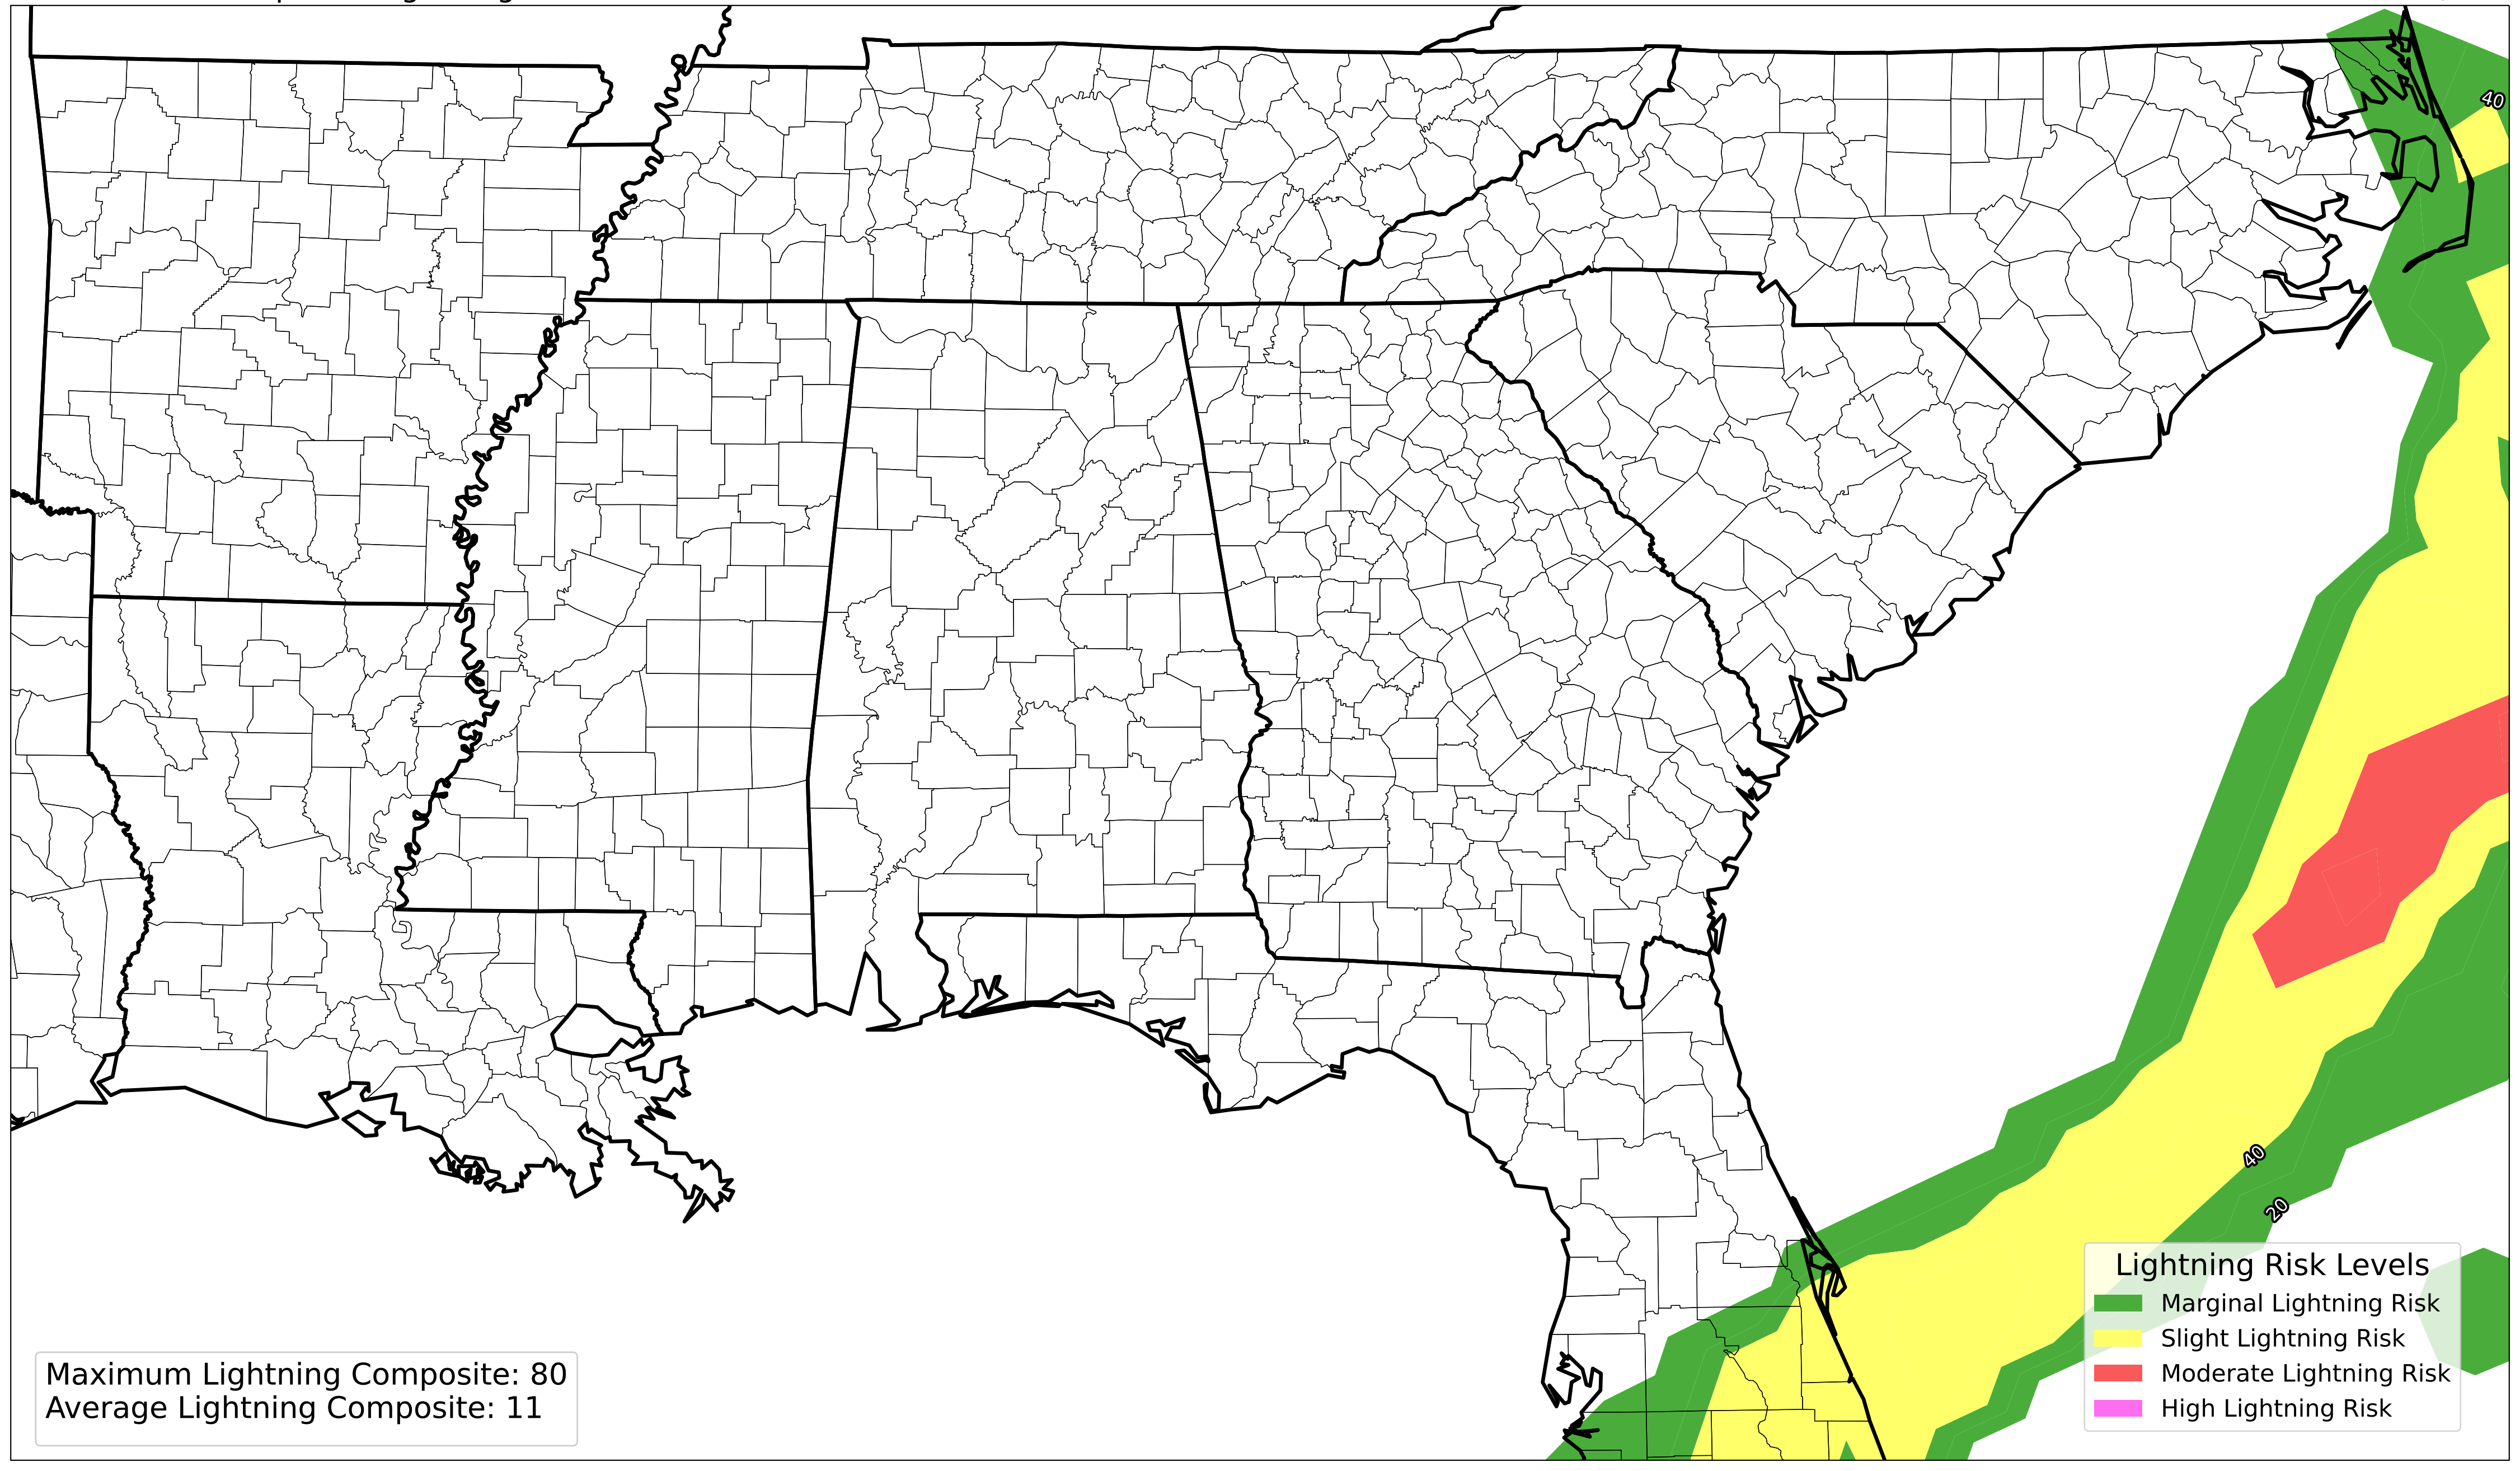 40
40
20
Lightning Risk Levels
Marginal Lightning Risk
Slight Lightning Risk
Moderate Lightning Risk
High Lightning Risk
Maximum Lightning Composite: 80
Average Lightning Composite: 11